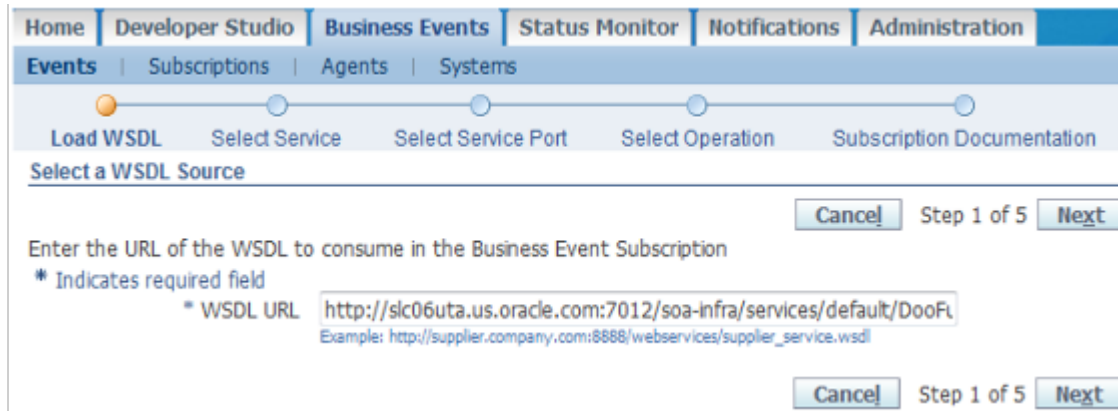 Home Developer Studio Business Events Status Monitor Notifications Administration
Events | Subscriptions | Agents | Systems
Load WSDL Select Service Select Service Port Select Operation Subscription Documentation
Select a WSDL Source
Cancel Step 1 of 5 Next
Enter the URL of the WSDL to consume in the Business Event Subscription
* Indicates required field
* WSDL URL http://slc06uta.us.oracle.com:7012/soa-infra/services/default/DooFu
Example: http://supplier.company.com:8888/webservices/supplier_service.wsdl
Cancel Step 1 of 5 Next